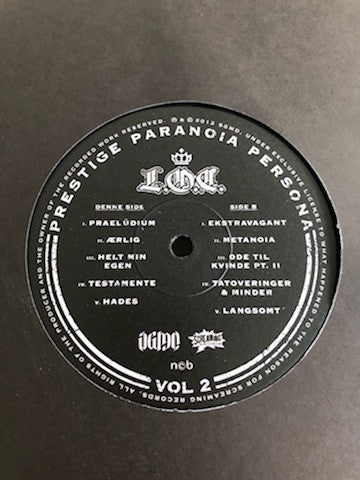 PRESTIGE PARANOIA PERSONA
ALL RIGHTS OF THE PRODUCER AND THE OWNER OF THE RECORDED WORK RESERVED. ℗ & © 2012 SONO, UNDER EXCLUSIVE LICENSE TO WHAT HAPPENED TO THE REASON FOR SCREAMING RECORDS.
L.O.C.
DENNE SIDE
I. PRAELÜDIUM
II. ÆRLIG
III. HELT MIN
EGEN
IV. TESTAMENTE
V. HADES
SIDE B
I. EKSTRAVAGANT
II. METANOIA
III. ODE TIL
KVINDE PT. II
IV. TATOVERINGER
& MINDER
V. LANGSOMT
SCREAMING
n©b
VOL 2